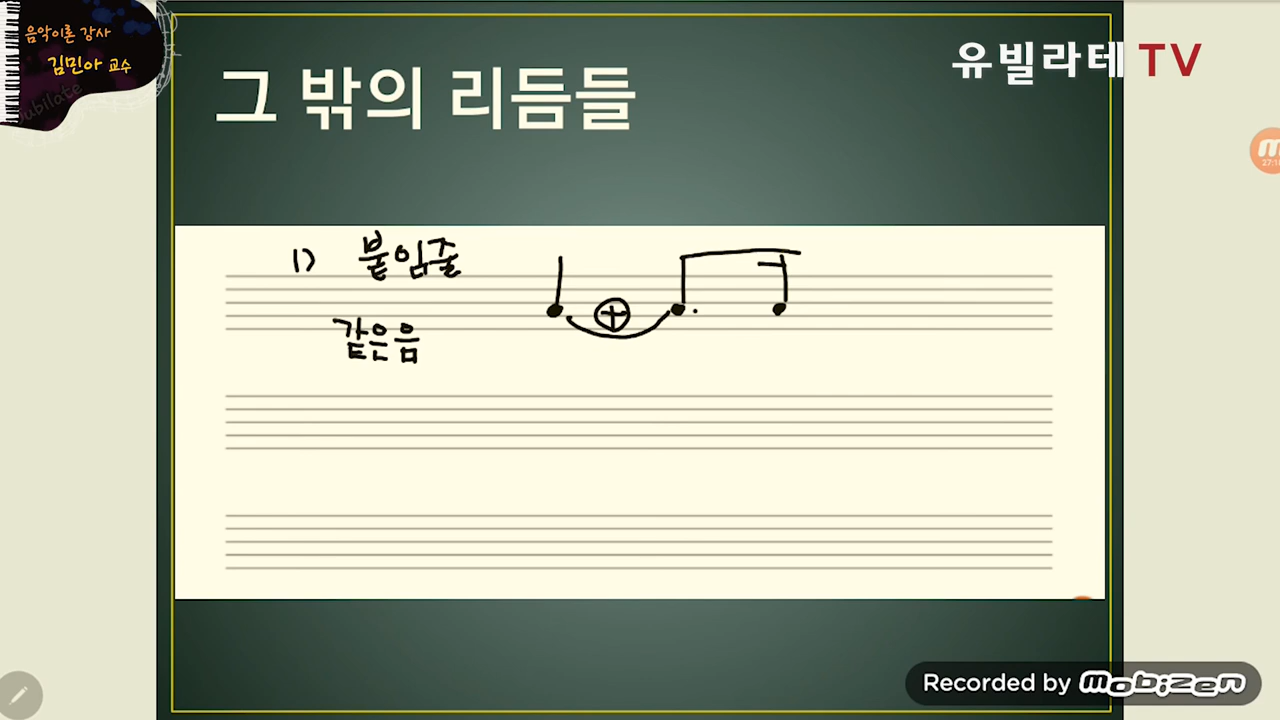 음악이론 강사
김민아 교수
Jubilate
유빌라테 TV
그 밖의 리듬들
1) 붙임줄
같은음
Recorded by mobizen